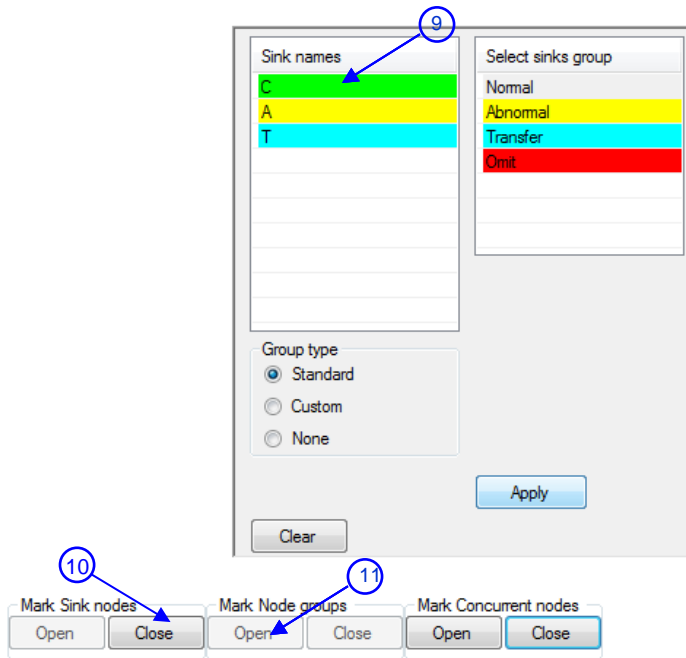 9
Sink names
Select sinks group
C
Normal
A
Abnormal
T
Transfer
Omit
Group type
Standard
Custom
None
Apply
Clear
10
11
Mark Sink nodes
Mark Node groups
Mark Concurrent nodes
Open
Close
Open
Close
Open
Close